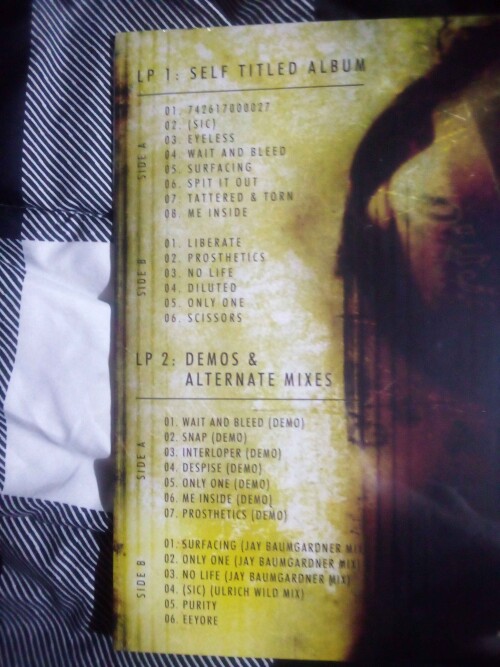 LP 1: SELF TITLED ALBUM
SIDE A
01. 742617000027
02. (SIC)
03. EYELESS
04. WAIT AND BLEED
05. SURFACING
06. SPIT IT OUT
07. TATTERED & TORN
08. ME INSIDE
SIDE B
01. LIBERATE
02. PROSTHETICS
03. NO LIFE
04. DILUTED
05. ONLY ONE
06. SCISSORS
LP 2: DEMOS &
ALTERNATE MIXES
SIDE A
01. WAIT AND BLEED (DEMO)
02. SNAP (DEMO)
03. INTERLOPER (DEMO)
04. DESPISE (DEMO)
05. ONLY ONE (DEMO)
06. ME INSIDE (DEMO)
07. PROSTHETICS (DEMO)
SIDE B
01. SURFACING (JAY BAUMGARDNER MIX
02. ONLY ONE (JAY BAUMGARDNER MIX)
03. NO LIFE (JAY BAUMGARDNER MIX)
04. (SIC) (ULRICH WILD MIX)
05. PURITY
06. EEYORE